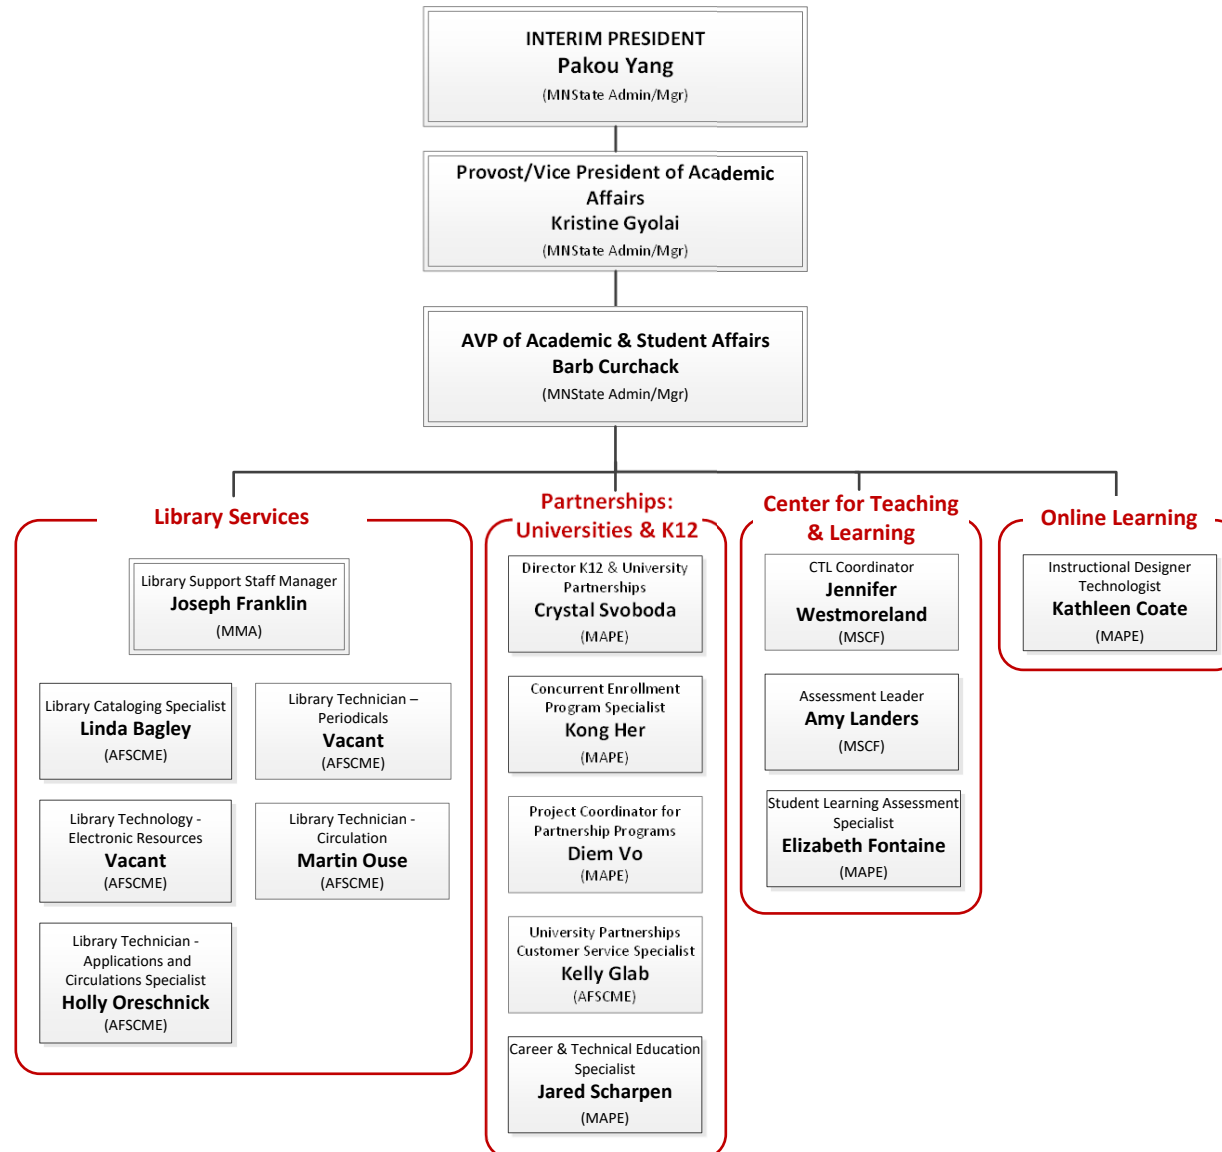 INTERIM PRESIDENT
Pakou Yang
(MNState Admin/Mgr)
Provost/Vice President of Academic
Affairs
Kristine Gyolai
(MNState Admin/Mgr)
AVP of Academic & Student Affairs
Barb Curchack
(MNState Admin/Mgr)
Library Services
Library Support Staff Manager
Joseph Franklin
(MMA)
Library Cataloging Specialist
Linda Bagley
(AFSCME)
Library Technician –
Periodicals
Vacant
(AFSCME)
Library Technology -
Electronic Resources
Vacant
(AFSCME)
Library Technician -
Circulation
Martin Ouse
(AFSCME)
Library Technician -
Applications and
Circulations Specialist
Holly Oreschnick
(AFSCME)
Partnerships:
Universities & K12
Director K12 & University
Partnerships
Crystal Svoboda
(MAPE)
Concurrent Enrollment
Program Specialist
Kong Her
(MAPE)
Project Coordinator for
Partnership Programs
Diem Vo
(MAPE)
University Partnerships
Customer Service Specialist
Kelly Glab
(AFSCME)
Career & Technical Education
Specialist
Jared Scharpen
(MAPE)
Center for Teaching
& Learning
CTL Coordinator
Jennifer
Westmoreland
(MSCF)
Assessment Leader
Amy Landers
(MSCF)
Student Learning Assessment
Specialist
Elizabeth Fontaine
(MAPE)
Online Learning
Instructional Designer
Technologist
Kathleen Coate
(MAPE)